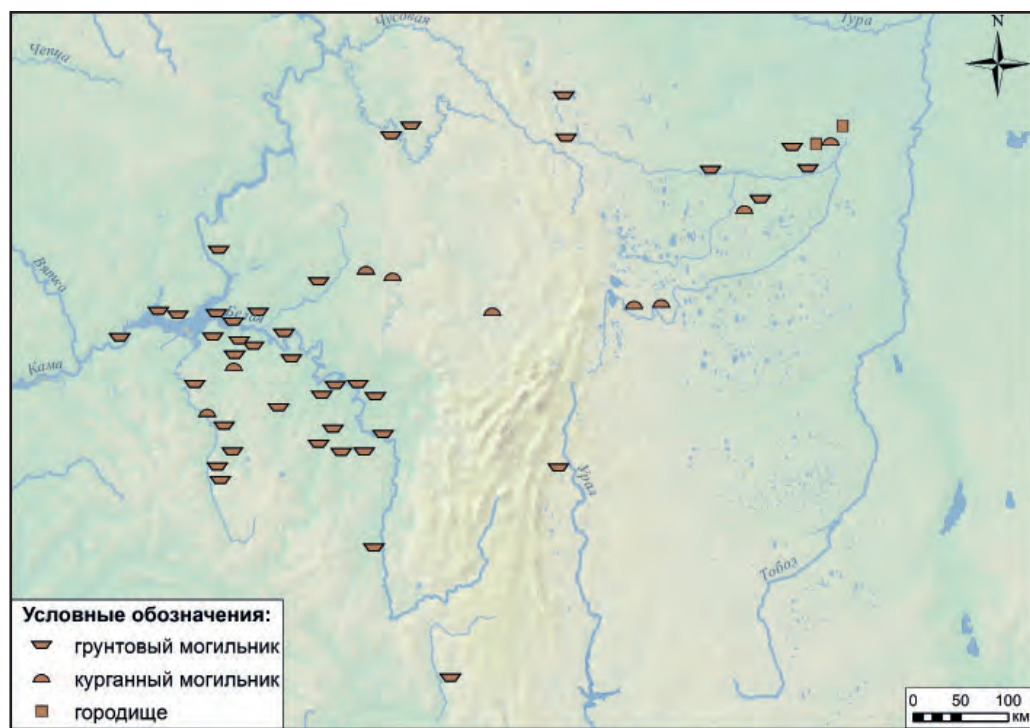 Чусовая
Тура
N
Чепца
Вятка
Белая
Кама
Урал
Тобол
Условные обозначения:
грунтовый могильник
курганный могильник
городище
0 50 100
км